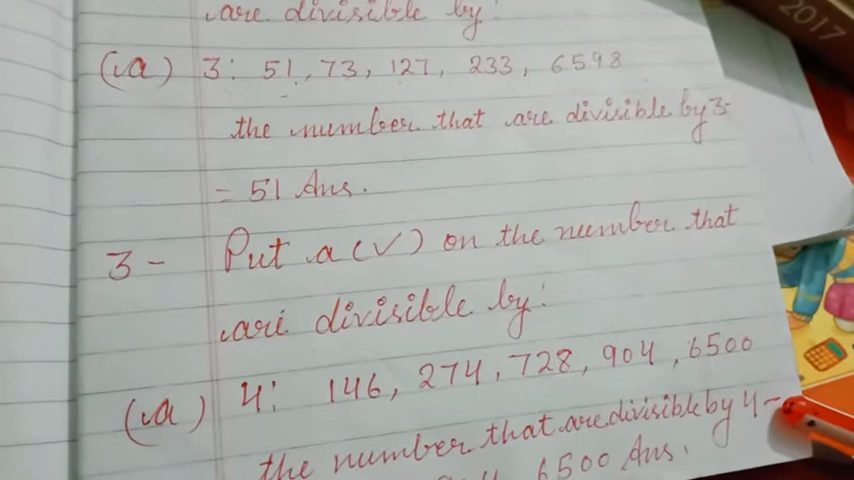 are divisible by:
(a) 3: 51, 73, 127, 233, 6598
the number that are divisible by 3-
= 51 Ans.
3- Put a (✓) on the number that
are divisible by:
(a) 4: 146, 274, 728, 904, 6500
the number that are divisible by 4-
6500 Ans.
2017